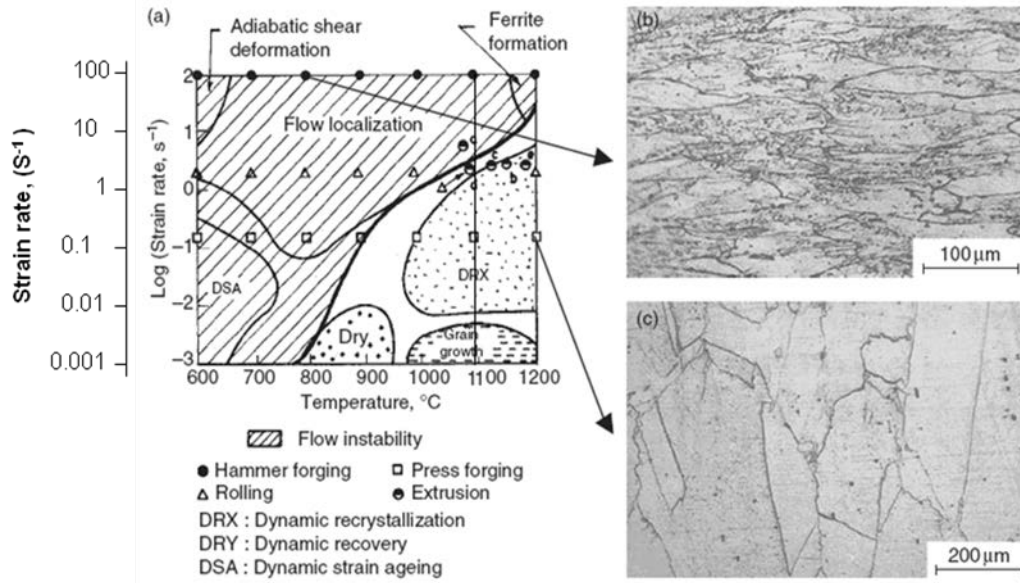 Strain rate, (S-1)
100
10
1
0.1
0.01
0.001
(a)
Adiabatic shear
deformation
Ferrite
formation
Log (Strain rate, s−1)
2
1
0
−1
−2
−3
Flow localization
c
c
e
b
d
DSA
DRX
Dry
Grain
growth
600
700
800
900
1000
1100
1200
Temperature, °C
Flow instability
Hammer forging
Press forging
Rolling
Extrusion
DRX : Dynamic recrystallization
DRY : Dynamic recovery
DSA : Dynamic strain ageing
(b)
100 µm
(c)
200 µm